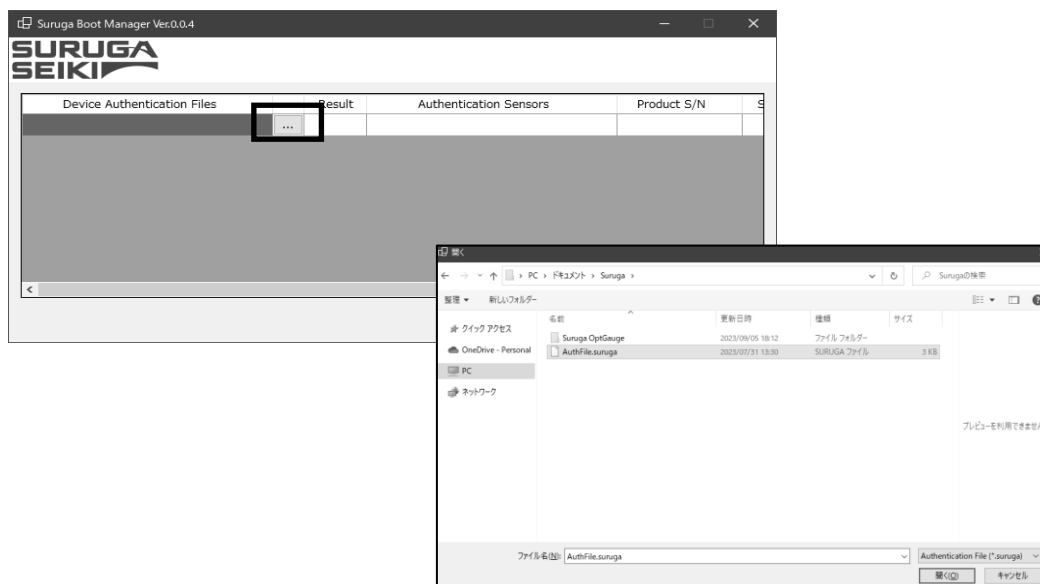 Suruga Boot Manager Ver.0.0.4
SURUGA
SEIKI
Device Authentication Files Result Authentication Sensors Product S/N S
...
開く
PC > ドキュメント > Suruga >
Surugaの検索
整理 新しいフォルダー
名前 更新日時 種類 サイズ
クイック アクセス
Suruga OptGauge 2023/09/05 18:12 ファイル フォルダー
OneDrive - Personal
AuthFile.suruga 2023/07/31 13:30 SURUGA ファイル 3 KB
PC
ネットワーク
プレビューを利用できません
ファイル名(N): AuthFile.suruga Authentication File (*.suruga)
開く(O) キャンセル